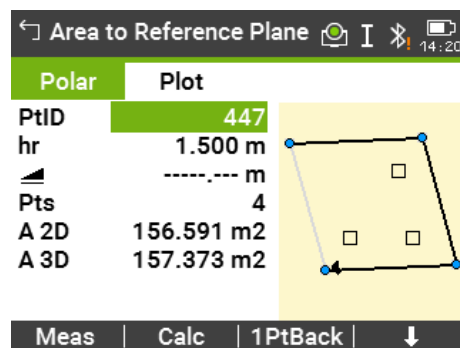 Area to Reference Plane
14:20
Polar Plot
PtID 447
hr 1.500 m
-----.--- m
Pts 4
A 2D 156.591 m2
A 3D 157.373 m2
Meas | Calc | 1PtBack |